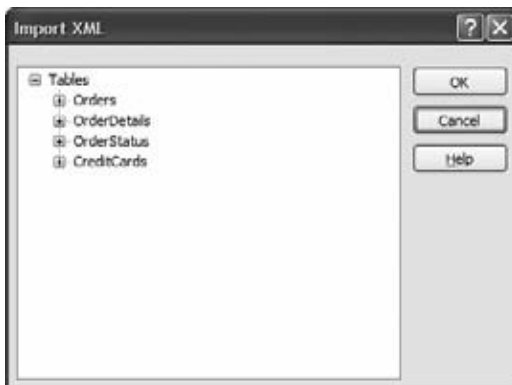 Import XML
Tables
Orders
OrderDetails
OrderStatus
CreditCards
OK
Cancel
Help